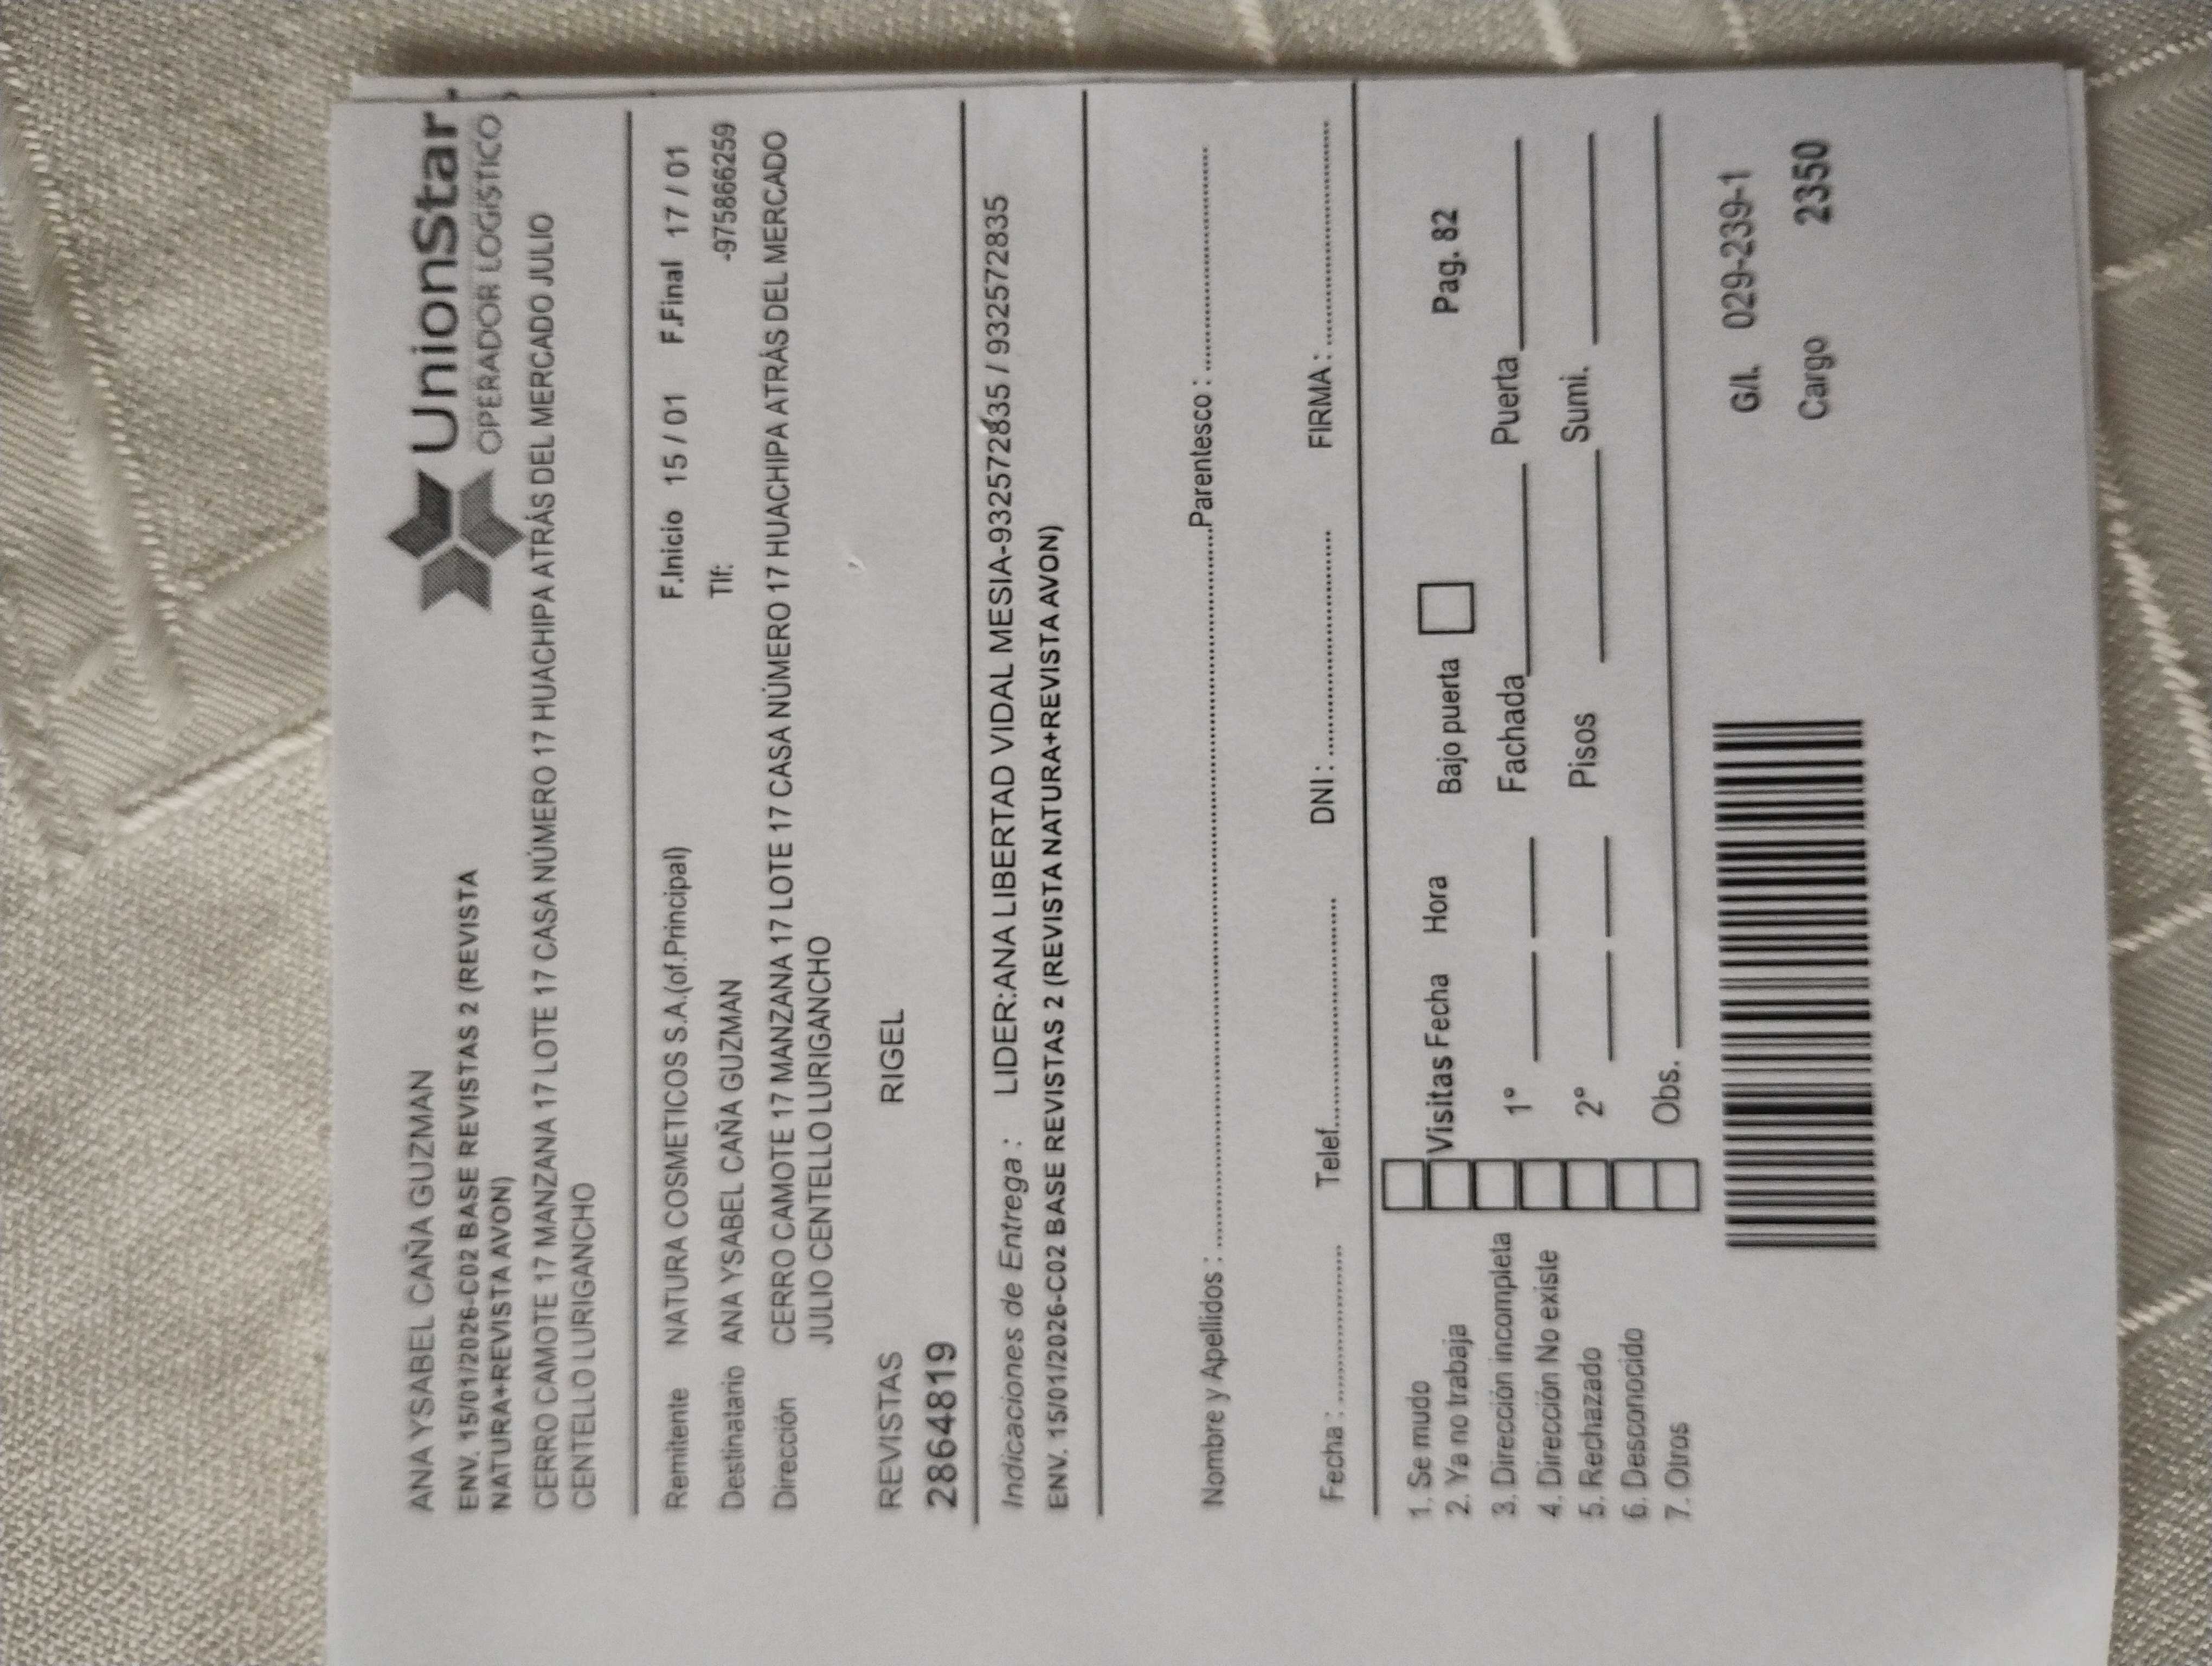 UnionStar
OPERADOR LOGÍSTICO
ANA YSABEL CAÑA GUZMAN
ENV. 15/01/2026-C02 BASE REVISTAS 2 (REVISTA
NATURA+REVISTA AVON)
CERRO CAMOTE 17 MANZANA 17 LOTE 17 CASA NÚMERO 17 HUACHIPA ATRÁS DEL MERCADO JULIO
CENTELLO LURIGANCHO
Remitente NATURA COSMETICOS S.A.(of.Principal) F.Inicio 15 / 01 F.Final 17 / 01
Destinatario ANA YSABEL CAÑA GUZMAN Tlf: -975866259
Dirección CERRO CAMOTE 17 MANZANA 17 LOTE 17 CASA NÚMERO 17 HUACHIPA ATRÁS DEL MERCADO
JULIO CENTELLO LURIGANCHO
REVISTAS RIGEL
2864819
Indicaciones de Entrega : LIDER:ANA LIBERTAD VIDAL MESIA-932572835 / 932572835
ENV. 15/01/2026-C02 BASE REVISTAS 2 (REVISTA NATURA+REVISTA AVON)
Nombre y Apellidos : Parentesco :
Fecha : Telef. DNI : FIRMA :
1. Se mudo
2. Ya no trabaja Visitas Fecha Hora Bajo puerta Pag. 82
3. Dirección incompleta 1º Fachada Puerta
4. Dirección No existe
5. Rechazado 2º Pisos Sumi.
6. Desconocido
7. Otros Obs.
G/I. 029-239-1
Cargo 2350